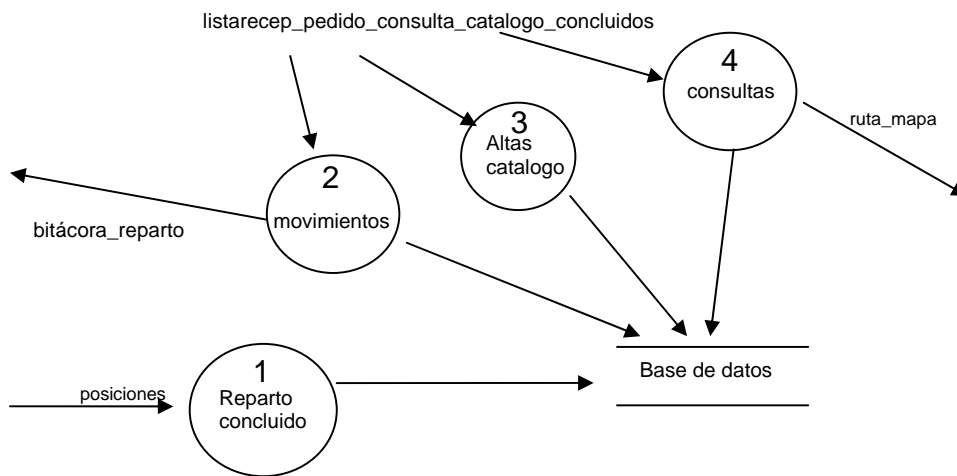 listarecep_pedido_consulta_catalogo_concluidos
4
consultas
ruta_mapa
3
Altas
catalogo
2
movimientos
bitácora_reparto
Base de datos
1
Reparto
concluido
posiciones